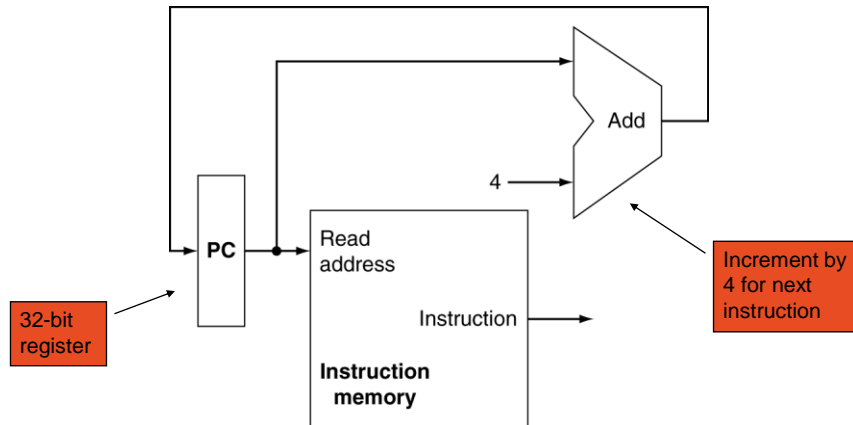 Add
4
PC
Read
address
Increment by
4 for next
instruction
32-bit
register
Instruction
Instruction
memory